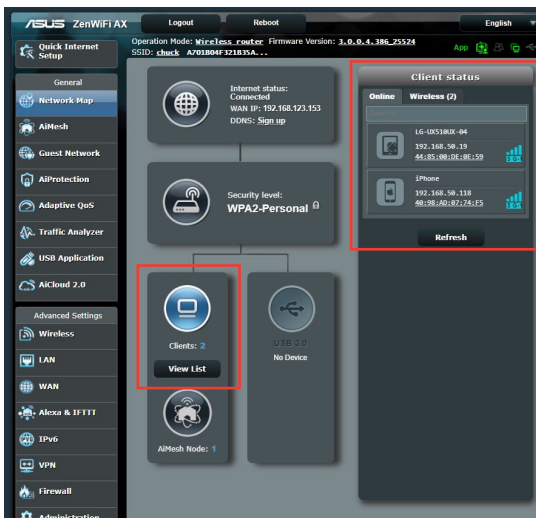 ASUS ZenWiFi AX
Logout
Reboot
English
Operation Mode: Wireless router Firmware Version: 3.0.0.4.386_25524
SSID: chuck A701B04F321B35A...
App
Quick Internet
Setup
General
Network Map
AiMesh
Guest Network
AiProtection
Adaptive QoS
Traffic Analyzer
USB Application
AiCloud 2.0
Advanced Settings
Wireless
LAN
WAN
Alexa & IFTTT
IPv6
VPN
Firewall
Administration
Internet status:
Connected
WAN IP: 192.168.123.153
DDNS: Sign up
Security level:
WPA2-Personal
Clients: 2
View List
USB 3.0
No Device
AiMesh Node: 1
Client status
Online
Wireless (2)
LG-UX510UX-04
192.168.50.19
44:85:00:DE:0E:59
iPhone
192.168.50.118
40:98:AD:07:74:F5
Refresh